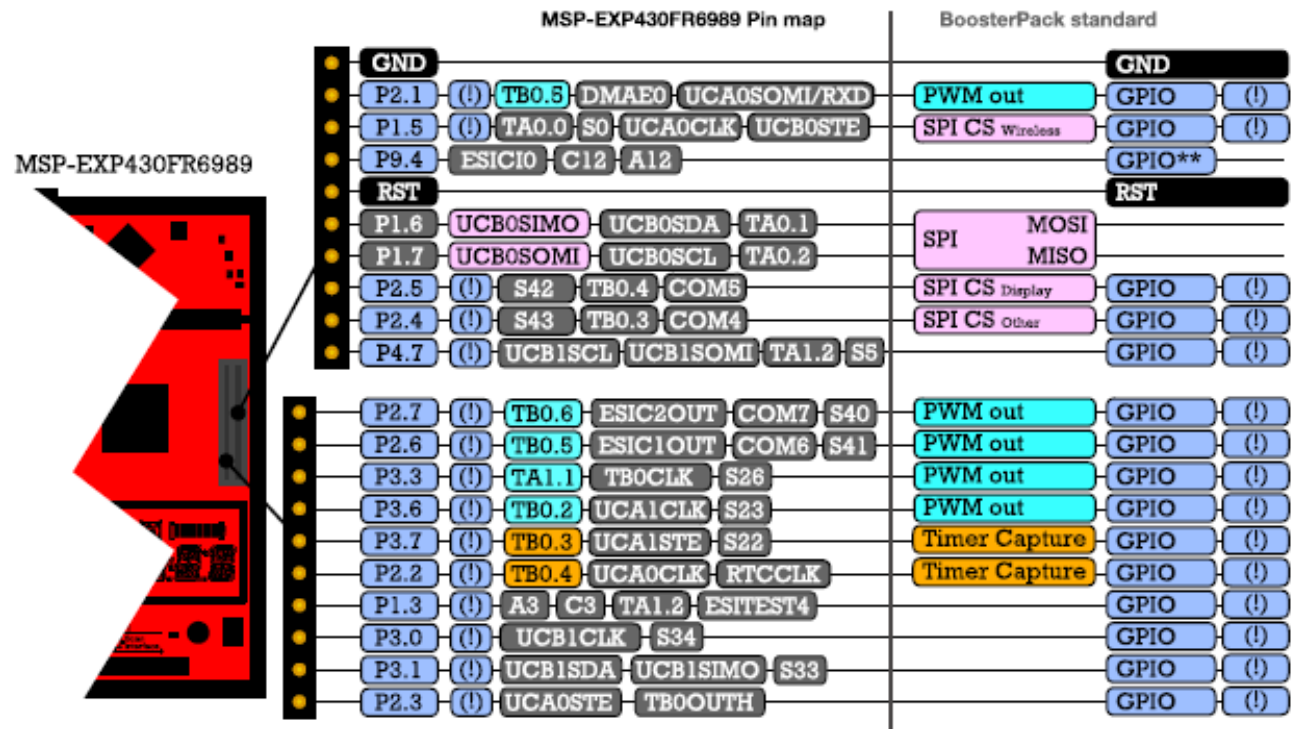 MSP-EXP430FR6989 Pin map BoosterPack standard
MSP-EXP430FR6989
GND GND
P2.1 (!) TB0.5 DMAE0 UCA0SOMI/RXD PWM out GPIO (!)
P1.5 (!) TA0.0 S0 UCA0CLK UCB0STE SPI CS Wireless GPIO (!)
P9.4 ESICI0 C12 A12 GPIO**
RST RST
P1.6 UCB0SIMO UCB0SDA TA0.1 SPI MOSI
P1.7 UCB0SOMI UCB0SCL TA0.2 MISO
P2.5 (!) S42 TB0.4 COM5 SPI CS Display GPIO (!)
P2.4 (!) S43 TB0.3 COM4 SPI CS Other GPIO (!)
P4.7 (!) UCB1SCL UCB1SOMI TA1.2 S5 GPIO (!)
P2.7 (!) TB0.6 ESIC2OUT COM7 S40 PWM out GPIO (!)
P2.6 (!) TB0.5 ESIC1OUT COM6 S41 PWM out GPIO (!)
P3.3 (!) TA1.1 TB0CLK S26 PWM out GPIO (!)
P3.6 (!) TB0.2 UCA1CLK S23 PWM out GPIO (!)
P3.7 (!) TB0.3 UCA1STE S22 Timer Capture GPIO (!)
P2.2 (!) TB0.4 UCA0CLK RTCCLK Timer Capture GPIO (!)
P1.3 (!) A3 C3 TA1.2 ESITEST4 GPIO (!)
P3.0 (!) UCB1CLK S34 GPIO (!)
P3.1 (!) UCB1SDA UCB1SIMO S33 GPIO (!)
P2.3 (!) UCA0STE TB0OUTH GPIO (!)